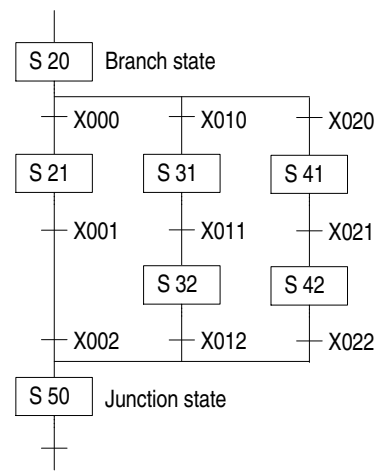 S 20 Branch state
X000 X010 X020
S 21 S 31 S 41
X001 X011 X021
S 32 S 42
X002 X012 X022
S 50 Junction state